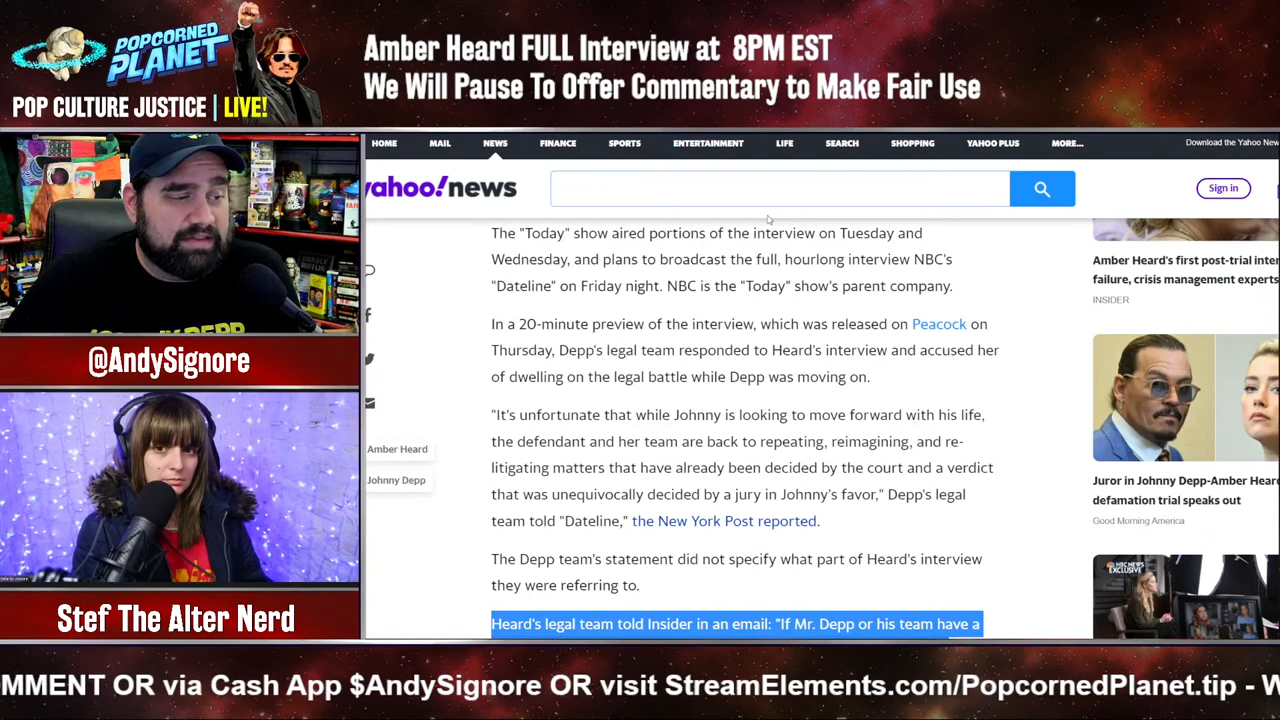 POPCORNED
PLANET
POP CULTURE JUSTICE | LIVE!
Amber Heard FULL Interview at 8PM EST
We Will Pause To Offer Commentary to Make Fair Use
HOME MAIL NEWS FINANCE SPORTS ENTERTAINMENT LIFE SEARCH SHOPPING YAHOO PLUS MORE... Download the Yahoo New
yahoo!news
Sign in
The "Today" show aired portions of the interview on Tuesday and
Wednesday, and plans to broadcast the full, hourlong interview NBC's
"Dateline" on Friday night. NBC is the "Today" show's parent company.
In a 20-minute preview of the interview, which was released on Peacock on
Thursday, Depp's legal team responded to Heard's interview and accused her
of dwelling on the legal battle while Depp was moving on.
"It's unfortunate that while Johnny is looking to move forward with his life,
the defendant and her team are back to repeating, reimagining, and re-
litigating matters that have already been decided by the court and a verdict
that was unequivocally decided by a jury in Johnny's favor," Depp's legal
team told "Dateline," the New York Post reported.
The Depp team's statement did not specify what part of Heard's interview
they were referring to.
Heard's legal team told Insider in an email: "If Mr. Depp or his team have a
Amber Heard
Johnny Depp
Amber Heard's first post-trial inter
failure, crisis management experts
INSIDER
Juror in Johnny Depp-Amber Heard
defamation trial speaks out
Good Morning America
NBC NEWS
EXCLUSIVE
@AndySignore
Stef The Alter Nerd
OMMENT OR via Cash App $AndySignore OR visit StreamElements.com/PopcornedPlanet.tip - W